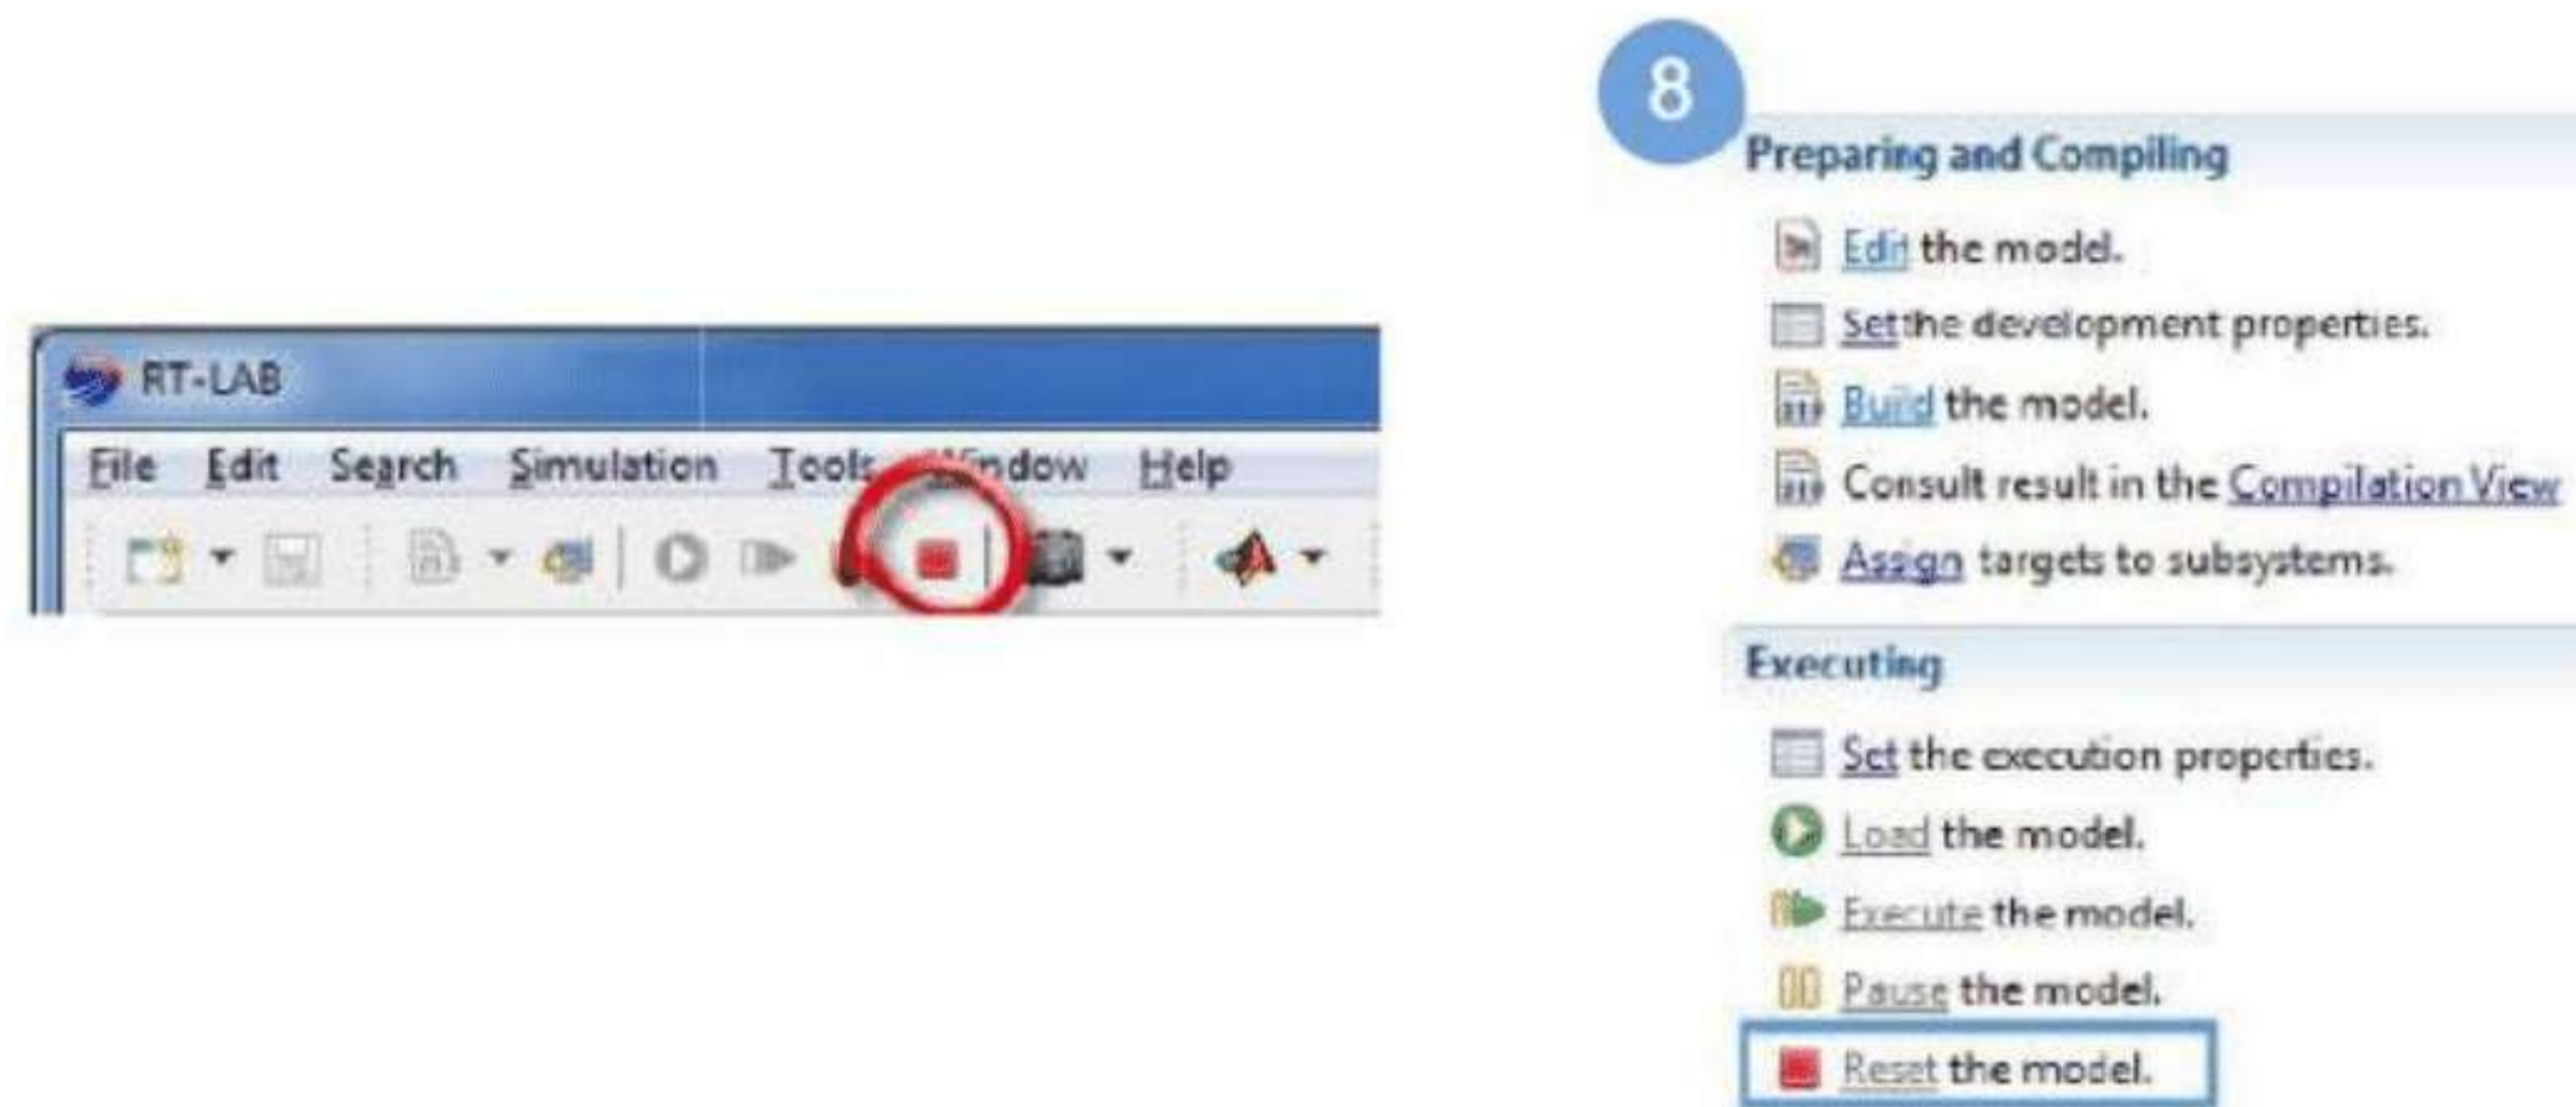 RT-LAB
File Edit Search Simulation Tools Window Help
8
Preparing and Compiling
Edit the model.
Set the development properties.
Build the model.
Consult result in the Compilation View
Assign targets to subsystems.
Executing
Set the execution properties.
Load the model.
Execute the model.
Pause the model.
Reset the model.